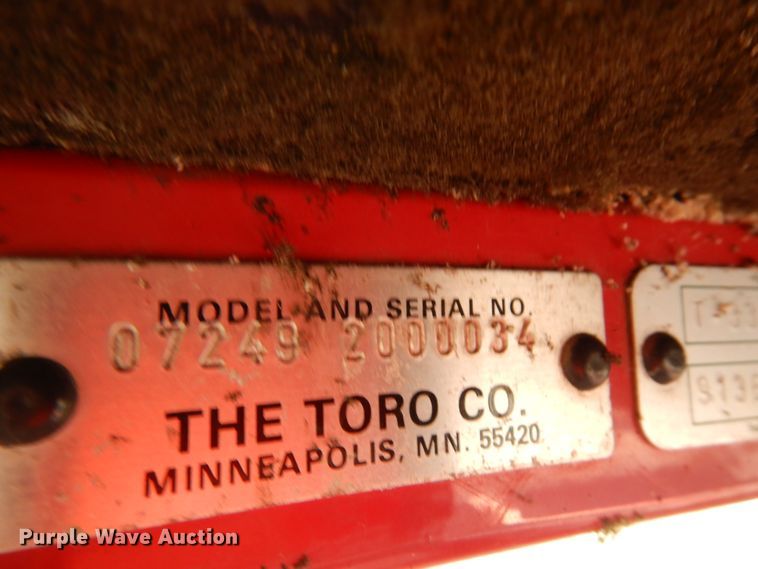 MODEL AND SERIAL NO.
07249 2000034
THE TORO CO.
MINNEAPOLIS, MN. 55420
Purple Wave Auction